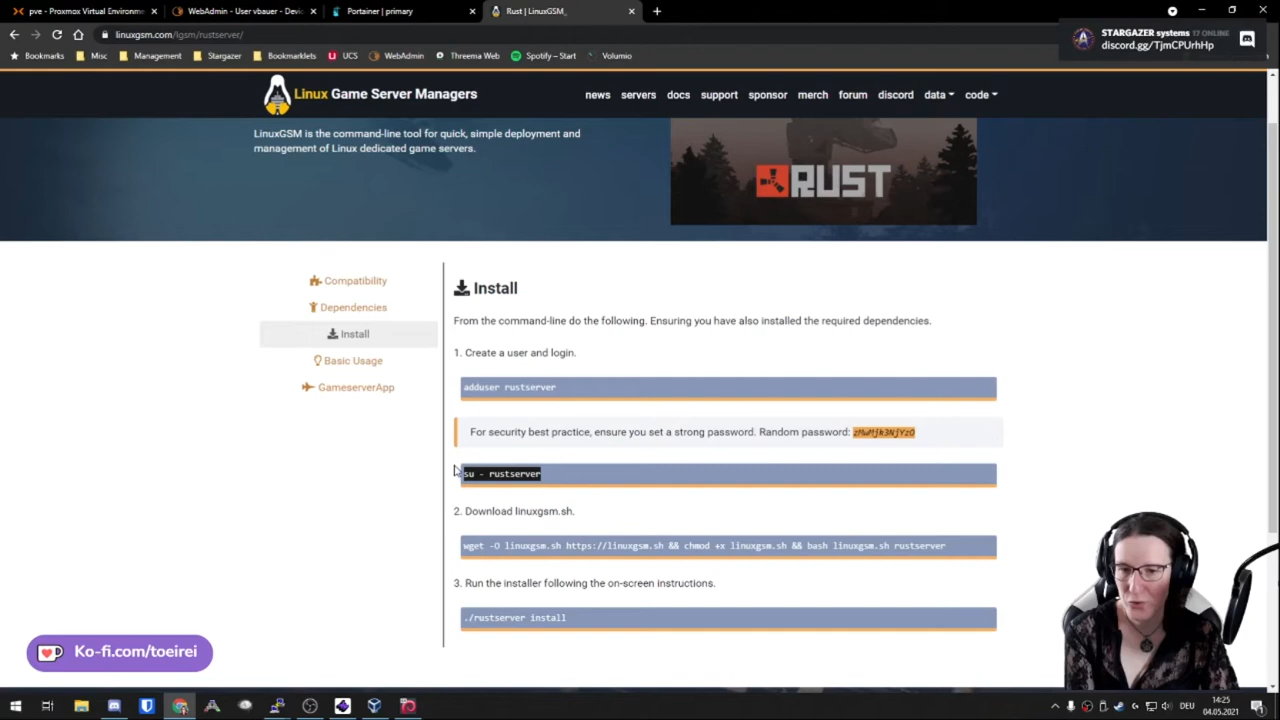 pve - Proxmox Virtual Environme
WebAdmin - User vbauer - Devic
Portainer | primary
Rust | LinuxGSM_
linuxgsm.com/lgsm/rustserver/
STARGAZER systems 17 ONLINE
discord.gg/TjmCPUrhHp
Bookmarks Misc Management Stargazer Bookmarklets UCS WebAdmin Threema Web Spotify – Start Volumio
Linux Game Server Managers
news servers docs support sponsor merch forum discord data code
LinuxGSM is the command-line tool for quick, simple deployment and
management of Linux dedicated game servers.
RUST
Compatibility
Dependencies
Install
Basic Usage
GameserverApp
Install
From the command-line do the following. Ensuring you have also installed the required dependencies.
1. Create a user and login.
adduser rustserver
For security best practice, ensure you set a strong password. Random password: zMwMjk3NjYzO
su - rustserver
2. Download linuxgsm.sh.
wget -O linuxgsm.sh https://linuxgsm.sh && chmod +x linuxgsm.sh && bash linuxgsm.sh rustserver
3. Run the installer following the on-screen instructions.
./rustserver install
Ko-fi.com/toeirei
DEU
14:25
04.05.2021